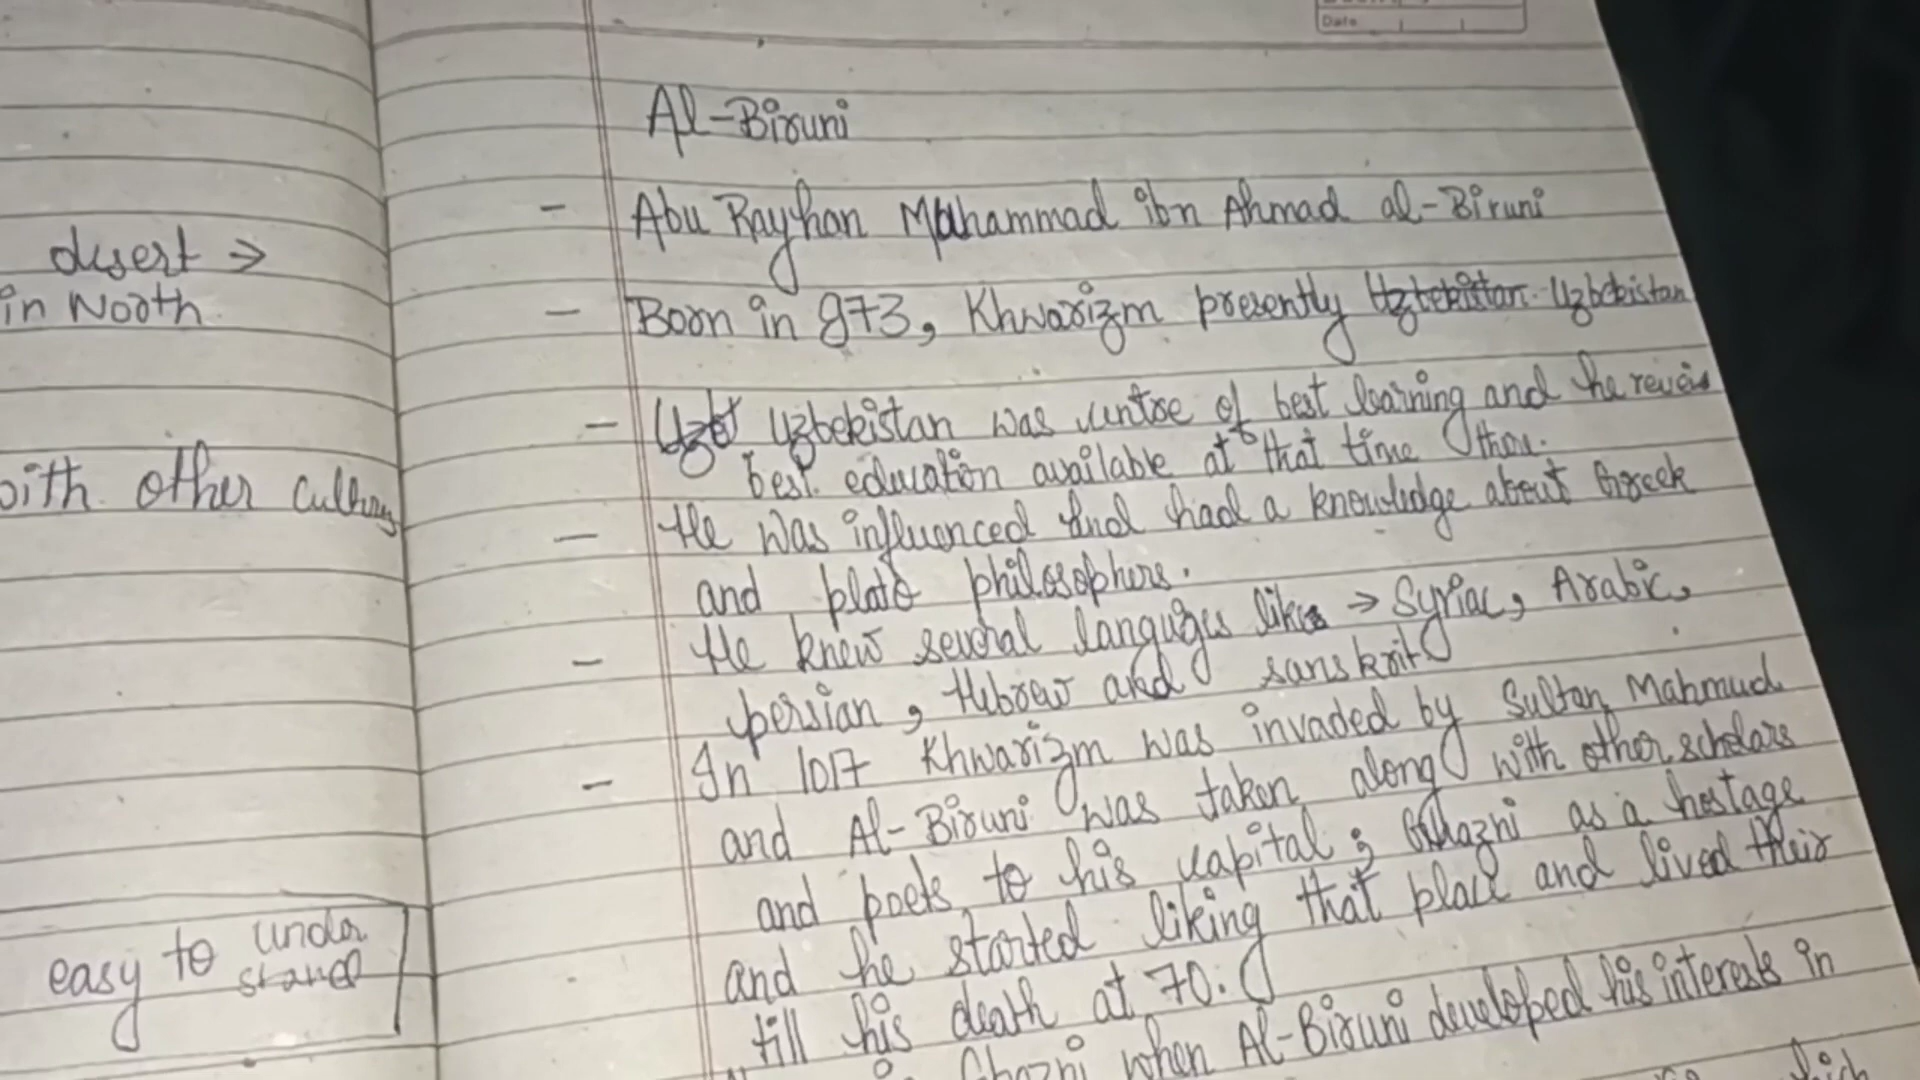 Date
desert →
in North
with other cultures
easy to under
stand
Al-Biruni
- Abu Rayhan Muhammad ibn Ahmad al-Biruni
- Born in 973, Khwarizm presently Uzbekistan. Uzbekistan
- Uzb Uzbekistan was centre of best learning and he
best education available at that time there.
- He was influenced and had a knowledge about Greek
and plato philosophers.
- He knew several languages like → Syriac, Arabic,
persian, Hebrew and sanskrit
- In 1017 Khwarizm was invaded by Sultan Mahmud
and Al-Biruni was taken along with other scholars
and poets to his capital, Ghazni as a hostage
and he started liking that place and lived their
till his death at 70.
Ghazni when Al-Biruni developed his interests in
which